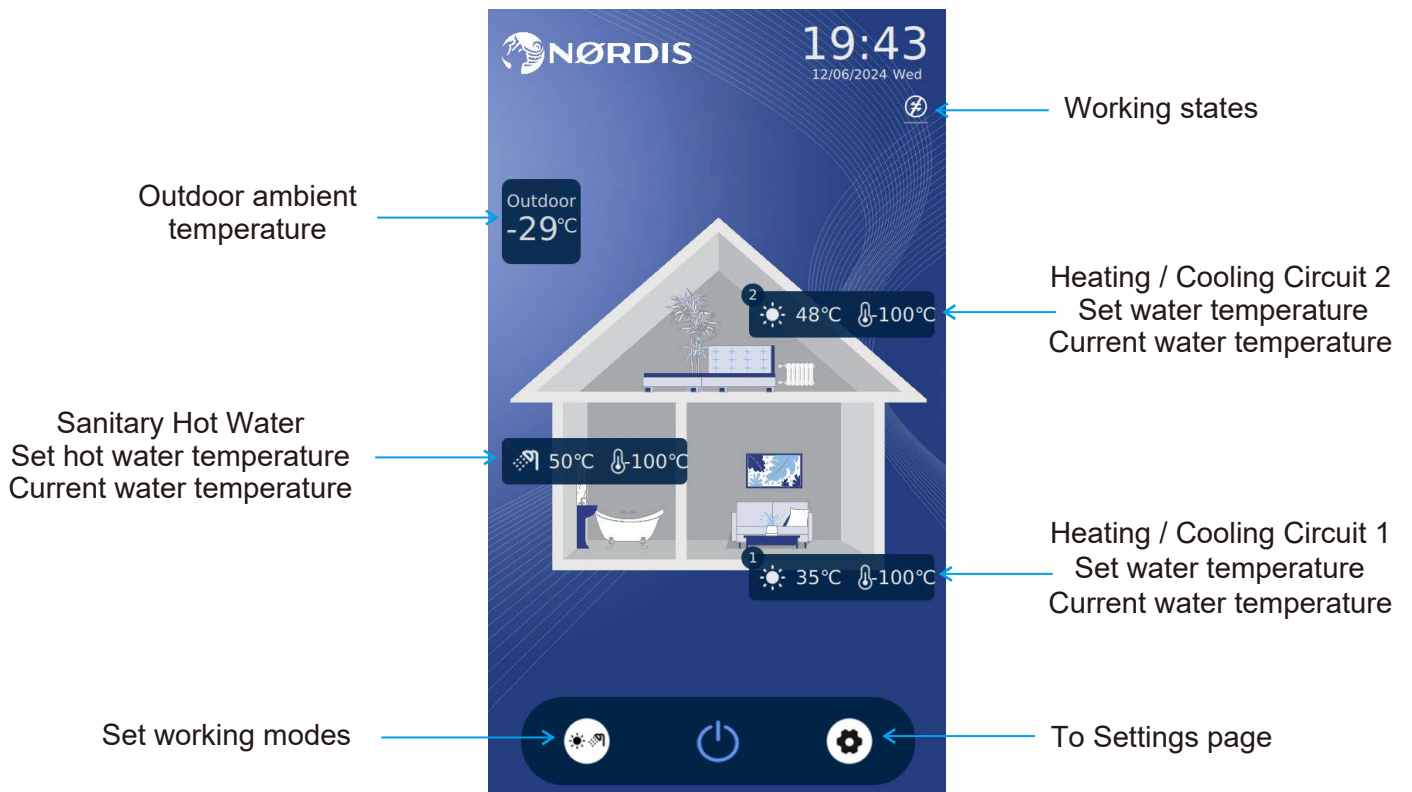 NØRDIS
19:43
12/06/2024 Wed
Working states
Outdoor ambient
temperature
Outdoor
-29°C
Heating / Cooling Circuit 2
Set water temperature
Current water temperature
2
48°C -100°C
Sanitary Hot Water
Set hot water temperature
Current water temperature
50°C -100°C
Heating / Cooling Circuit 1
Set water temperature
Current water temperature
1
35°C -100°C
Set working modes
To Settings page